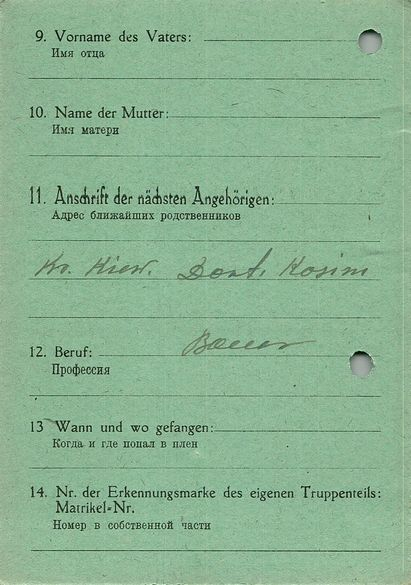 9. Vorname des Vaters:
Имя отца
10. Name der Mutter:
Имя матери
11. Anschrift der nächsten Angehörigen:
Адрес ближайших родственников
Kr. Kiew. Dorf. Kosim
12. Beruf: Bauer
Профессия
13 Wann und wo gefangen:
Когда и где попал в плен
14. Nr. der Erkennungsmarke des eigenen Truppenteils:
Matrikel-Nr.
Номер в собственной части